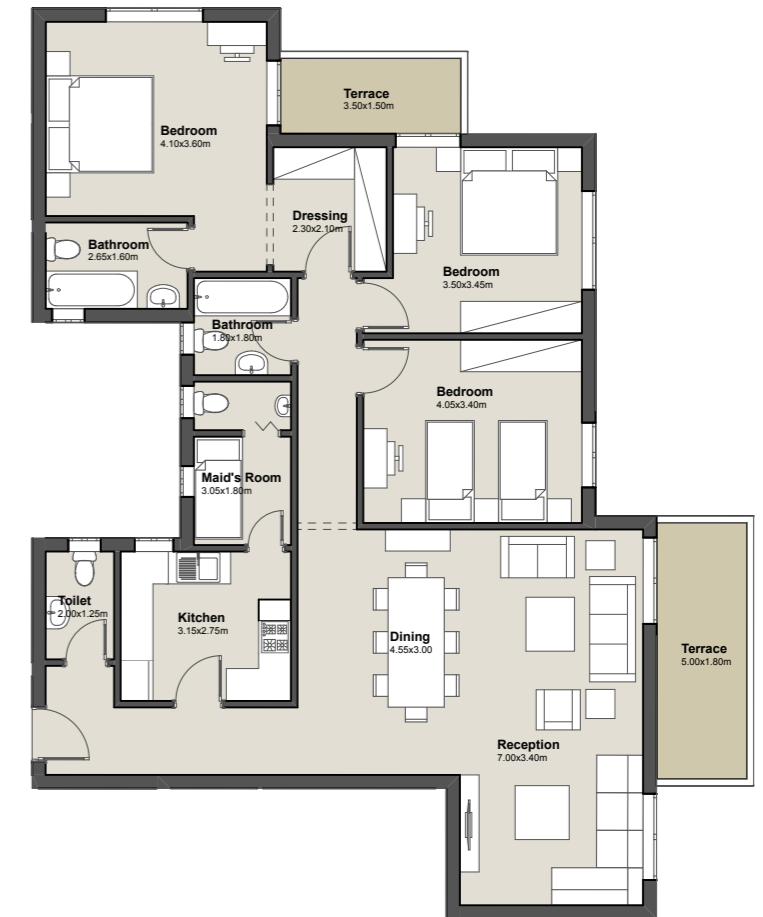 Terrace
3.50x1.50m
Bedroom
4.10x3.60m
Dressing
2.30x2.10m
Bathroom
2.65x1.60m
Bedroom
3.50x3.45m
Bathroom
1.80x1.80m
Bedroom
4.05x3.40m
Maid's Room
3.05x1.80m
Toilet
2.00x1.25m
Kitchen
3.15x2.75m
Dining
4.55x3.00
Terrace
5.00x1.80m
Reception
7.00x3.40m